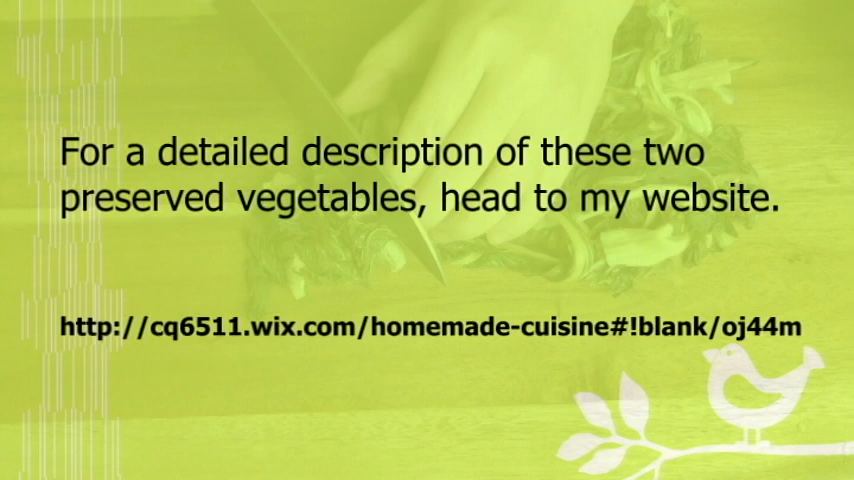 For a detailed description of these two
preserved vegetables, head to my website.
http://cq6511.wix.com/homemade-cuisine#!blank/oj44m